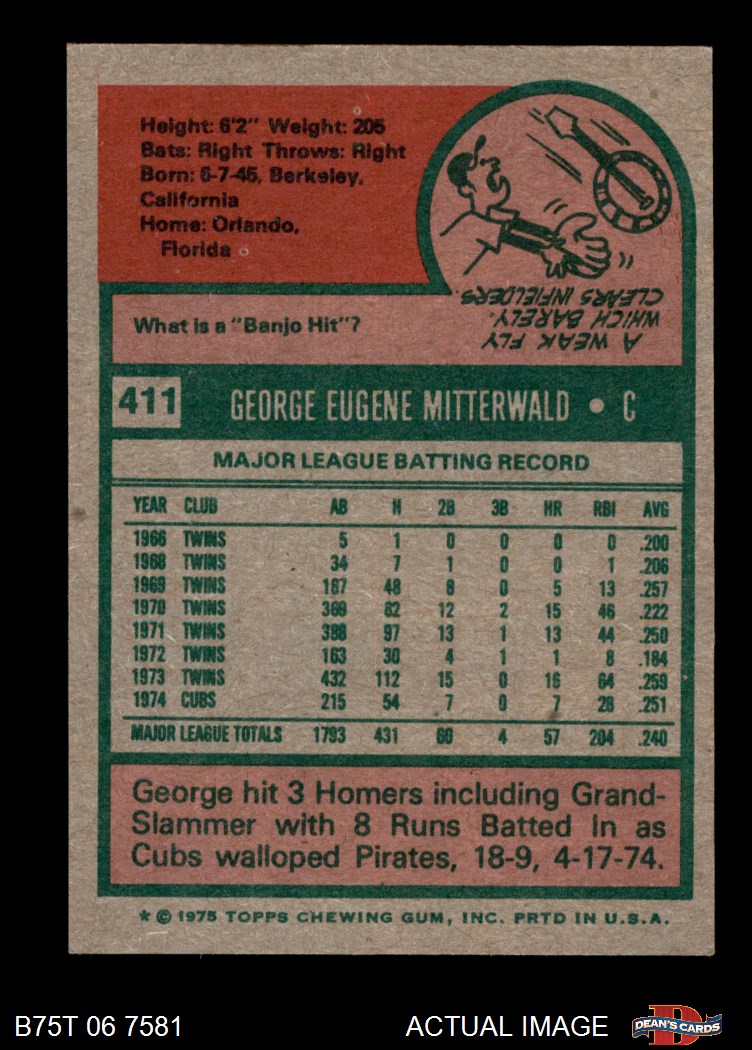 Height: 6'2" Weight: 205
Bats: Right Throws: Right
Born: 6-7-45, Berkeley,
California
Home: Orlando,
Florida
What is a "Banjo Hit"?
A WEAK FLY
WHICH BARELY
CLEARS INFIELDERS.
411 GEORGE EUGENE MITTERWALD • C
MAJOR LEAGUE BATTING RECORD
YEAR CLUB AB H 2B 3B HR RBI AVG
1966 TWINS 5 1 0 0 0 0 .200
1968 TWINS 34 7 1 0 0 1 .206
1969 TWINS 187 48 8 0 5 13 .257
1970 TWINS 369 82 12 2 15 46 .222
1971 TWINS 388 97 13 1 13 44 .250
1972 TWINS 163 30 4 1 1 8 .184
1973 TWINS 432 112 15 0 16 64 .259
1974 CUBS 215 54 7 0 7 28 .251
MAJOR LEAGUE TOTALS 1793 431 60 4 57 204 .240
George hit 3 Homers including Grand-
Slammer with 8 Runs Batted In as
Cubs walloped Pirates, 18-9, 4-17-74.
* © 1975 TOPPS CHEWING GUM, INC. PRTD IN U.S.A.
B75T 06 7581 ACTUAL IMAGE DEAN'S CARDS